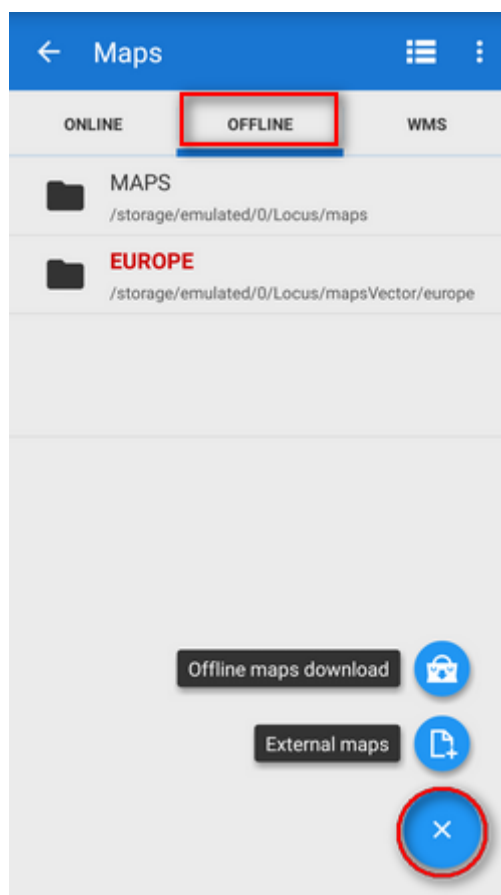 Maps
ONLINE OFFLINE WMS
MAPS
/storage/emulated/0/Locus/maps
EUROPE
/storage/emulated/0/Locus/mapsVector/europe
Offline maps download
External maps